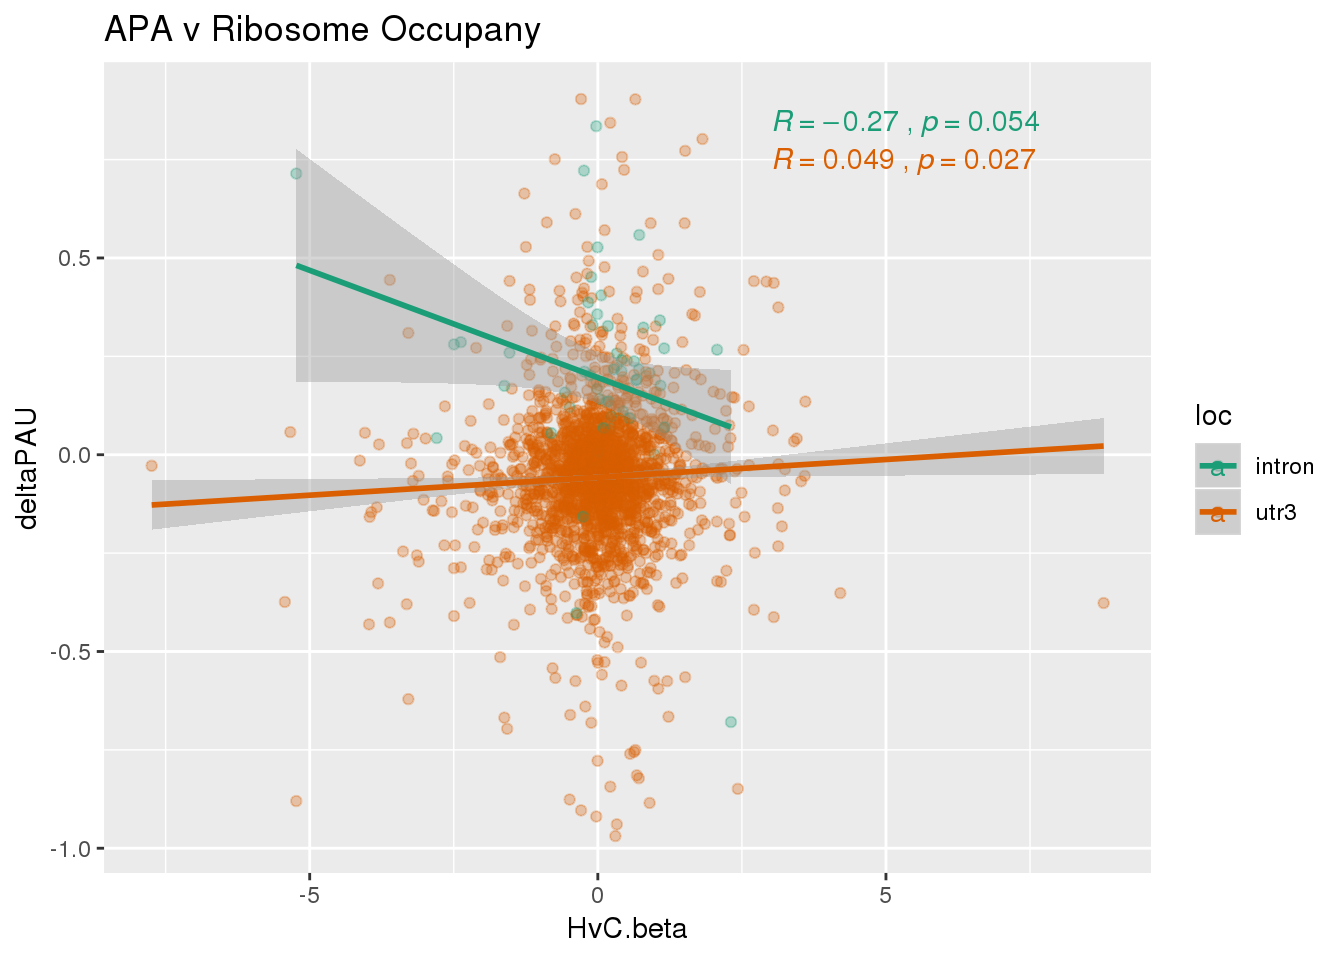 APA v Ribosome Occupany
R = −0.27 , p = 0.054
R = 0.049 , p = 0.027
0.5
0.0
-0.5
-1.0
deltaPAU
-5
0
5
HvC.beta
loc
a intron
a utr3